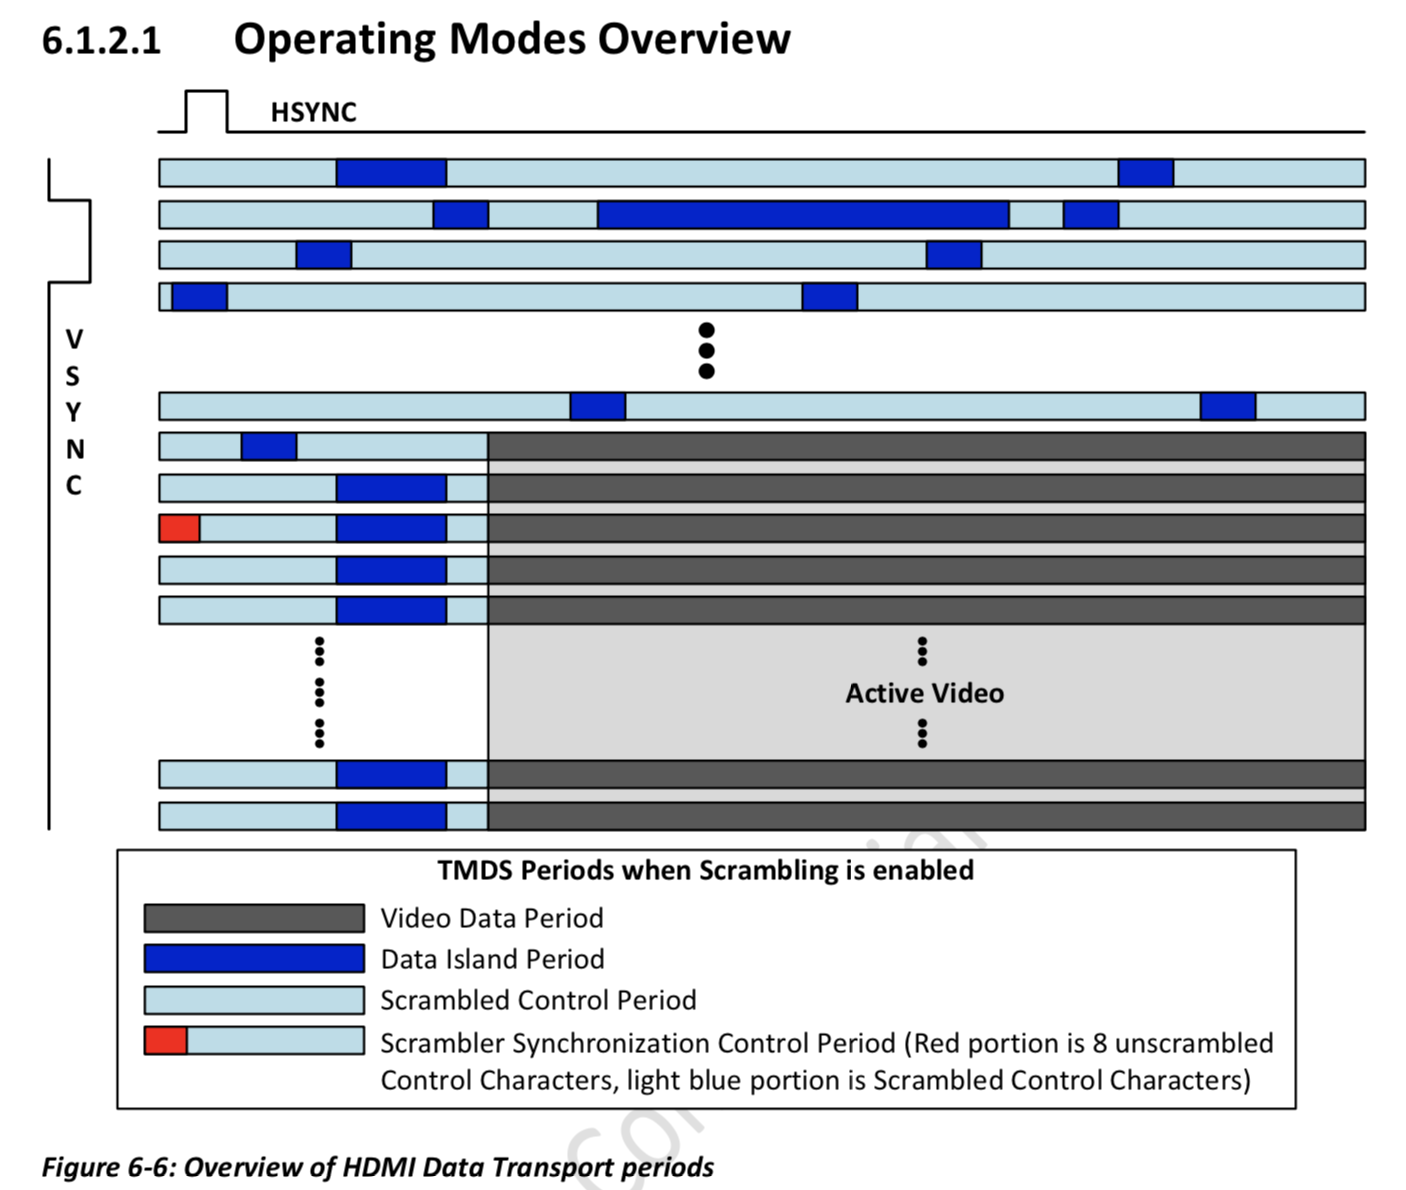 6.1.2.1 Operating Modes Overview
HSYNC
V
S
Y
N
C
Active Video
TMDS Periods when Scrambling is enabled
Video Data Period
Data Island Period
Scrambled Control Period
Scrambler Synchronization Control Period (Red portion is 8 unscrambled
Control Characters, light blue portion is Scrambled Control Characters)
Figure 6-6: Overview of HDMI Data Transport periods